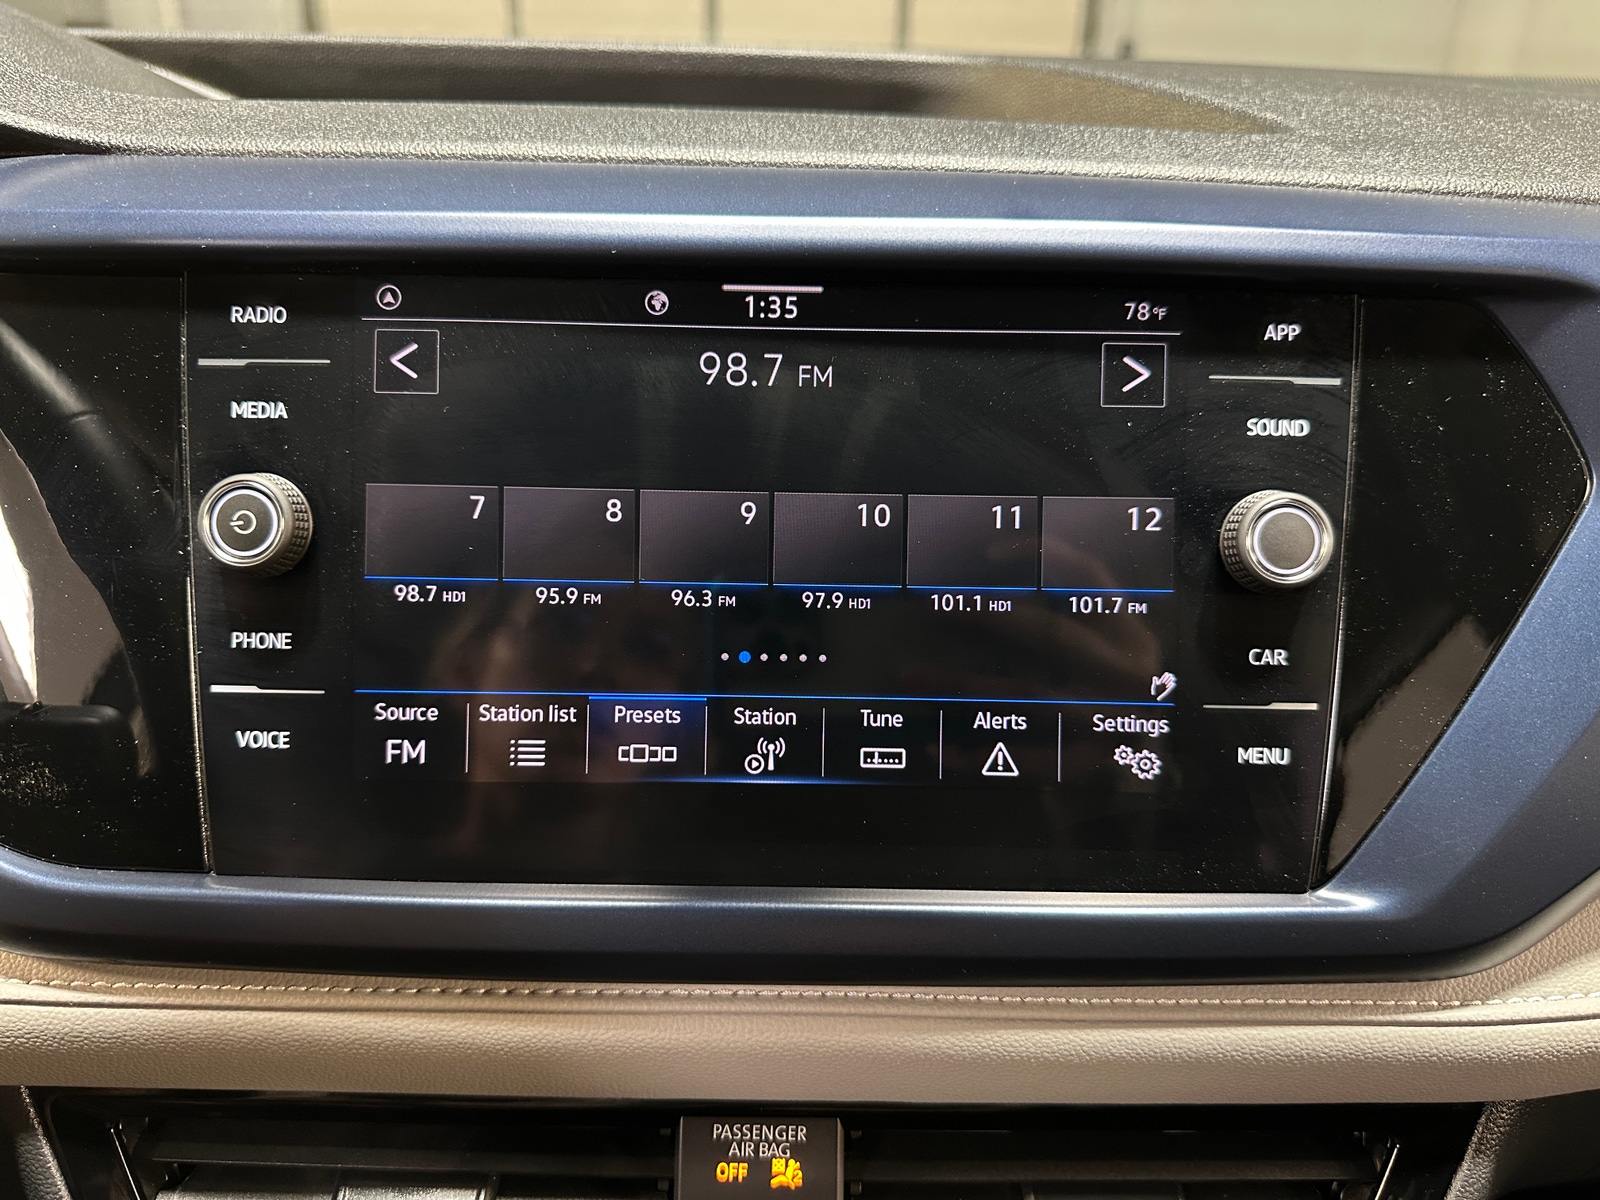 RADIO
MEDIA
PHONE
VOICE
1:35
78°F
98.7 FM
7
8
9
10
11
12
98.7 HD1
95.9 FM
96.3 FM
97.9 HD1
101.1 HD1
101.7 FM
Source
FM
Station list
Presets
Station
Tune
Alerts
Settings
APP
SOUND
CAR
MENU
PASSENGER
AIR BAG
OFF